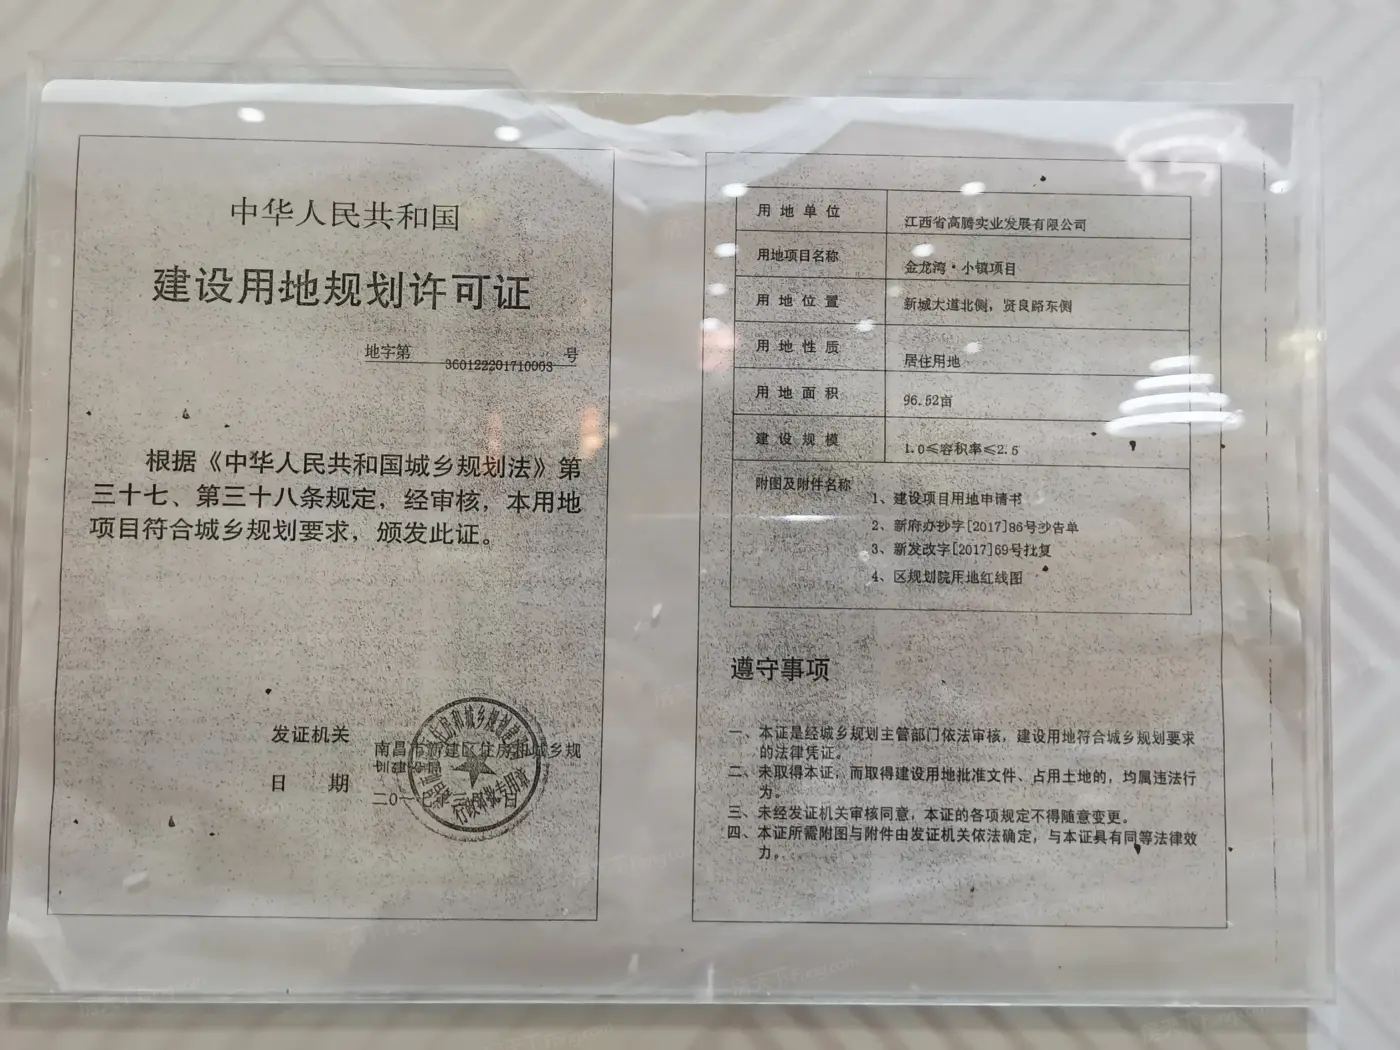 中华人民共和国
建设用地规划许可证
地字第 360122201710003 号
根据《中华人民共和国城乡规划法》第
三十七、第三十八条规定，经审核，本用地
项目符合城乡规划要求，颁发此证。
发证机关
南昌市新建区住房和城乡规
日 期
行政审批专用章
用地单位 江西省高腾实业发展有限公司
用地项目名称 金龙湾·小镇项目
用地位置 新城大道北侧，贤良路东侧
用地性质 居住用地
用地面积 96.52亩
建设规模 1.0≤容积率≤2.5
附图及附件名称
1、建设项目用地申请书
2、新府办抄字[2017]86号抄告单
3、新发改字[2017]69号批复
4、区规划院用地红线图
遵守事项
一、本证是经城乡规划主管部门依法审核，建设用地符合城乡规划要求
的法律凭证。
二、未取得本证，而取得建设用地批准文件、占用土地的，均属违法行
为。
三、未经发证机关审核同意，本证的各项规定不得随意变更。
四、本证所需附图与附件由发证机关依法确定，与本证具有同等法律效
力。
房天下Fang.com